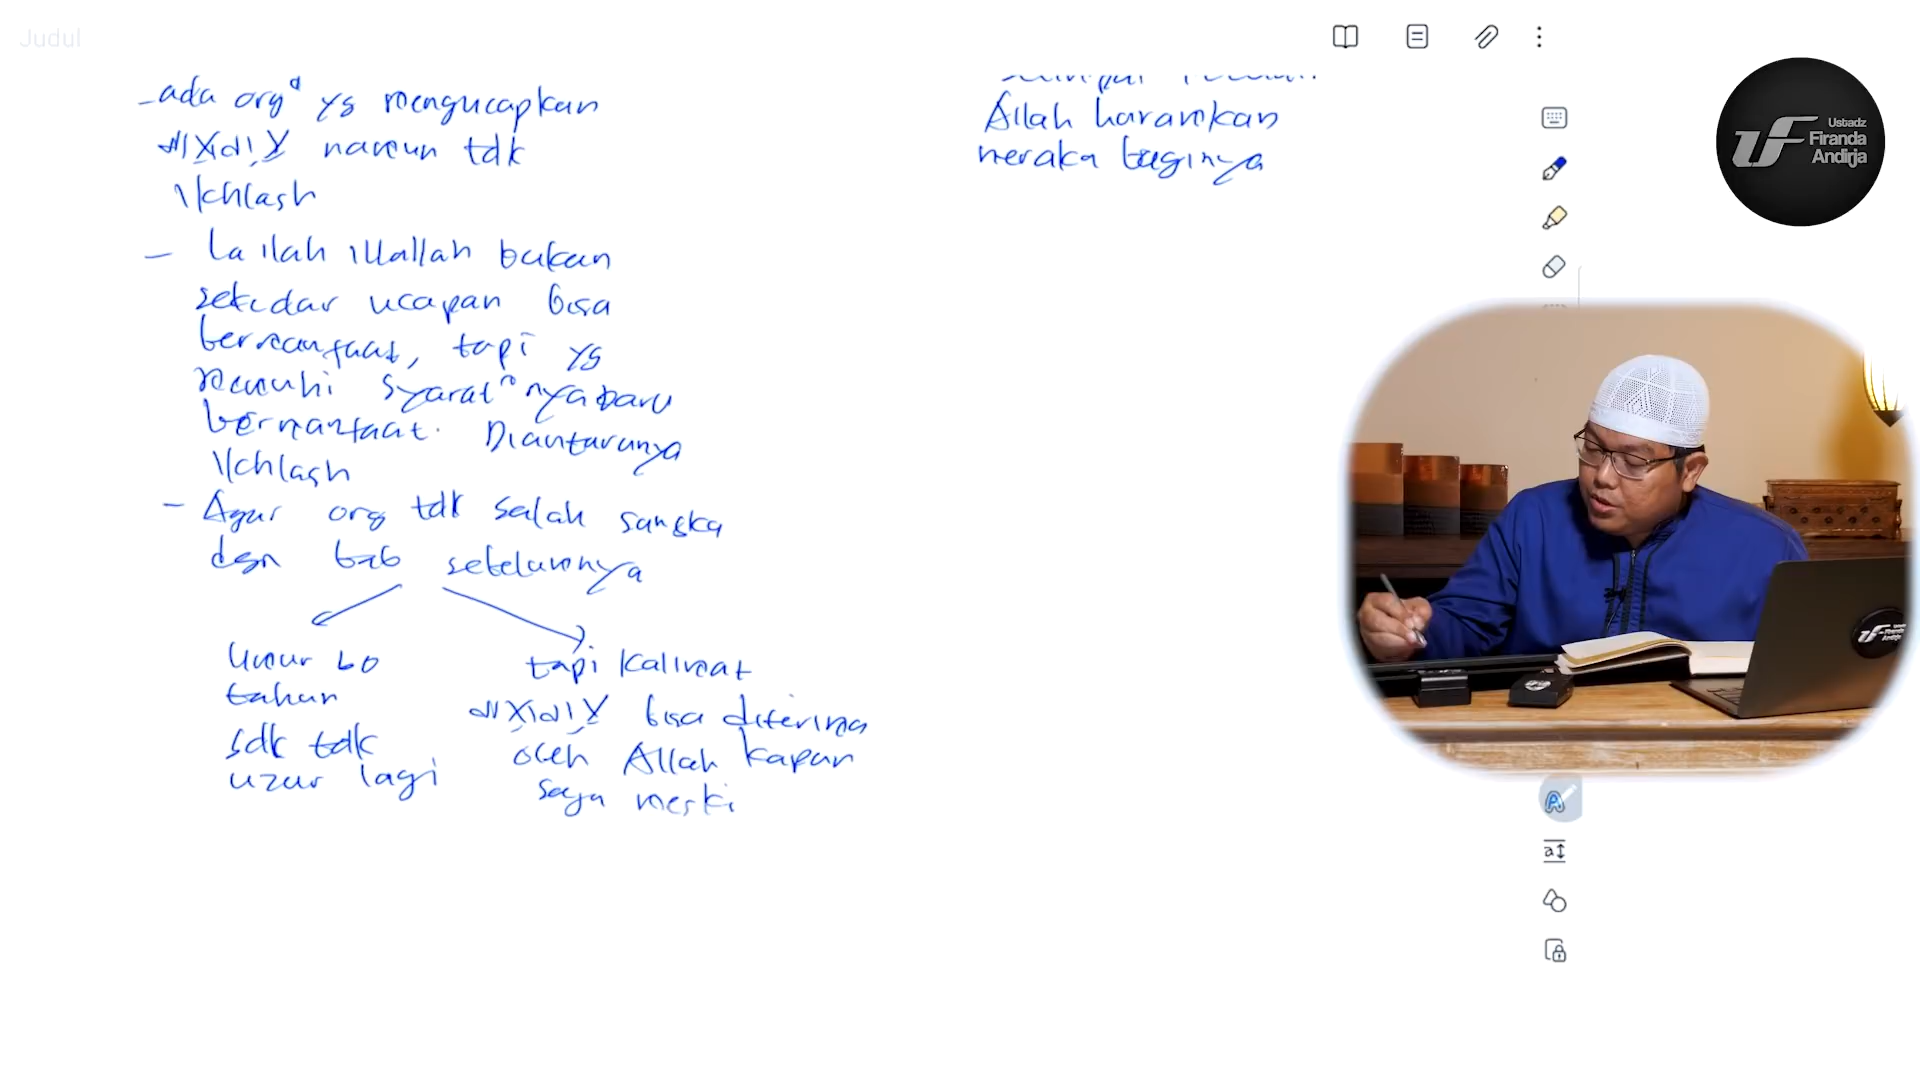 Judul
- ada org² yg mengucapkan
لا إله إلا الله namun tdk
Ikhlash
- La ilah illallah bukan
sekedar ucapan bisa
bermanfaat, tapi yg
memenuhi syarat² nya baru
bermanfaat. Diantaranya
Ikhlash
- Agar org tdk salah sangka
dgn bab sebelumnya
Umur 60
tahun
sdh tdk
uzur lagi
tapi kalimat
لا إله إلا الله bisa diterima
oleh Allah kapan
saja meski
Allah haramkan
neraka baginya
Ustadz
Firanda
Andirja